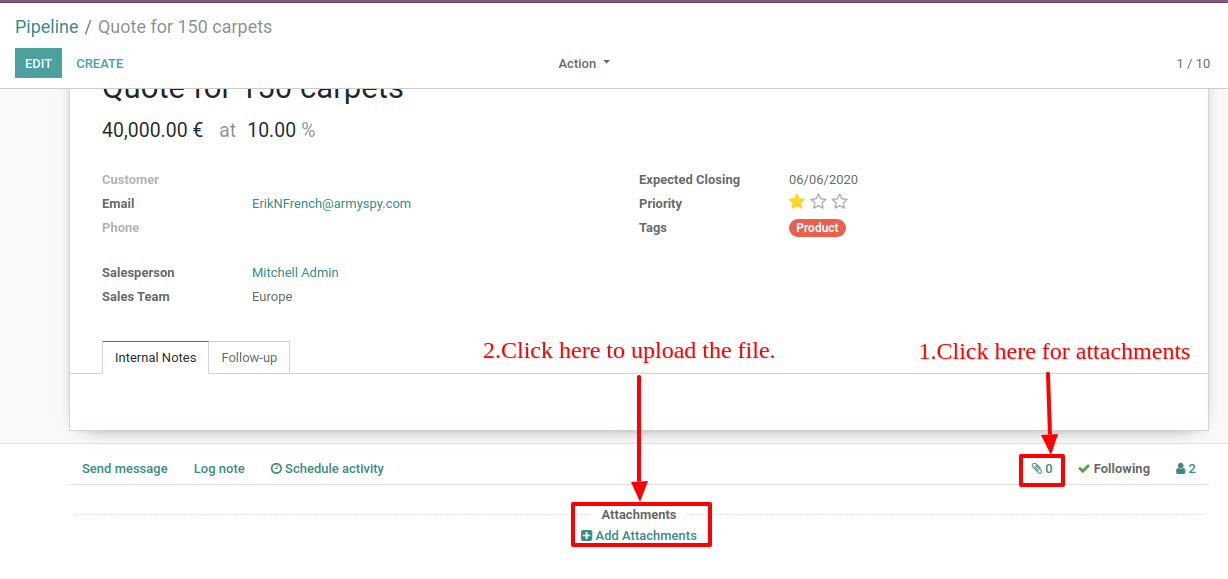 Pipeline / Quote for 150 carpets
EDIT CREATE Action 1 / 10
Quote for 150 carpets
40,000.00 € at 10.00 %
Customer Expected Closing 06/06/2020
Email ErikNFrench@armyspy.com Priority
Phone Tags Product
Salesperson Mitchell Admin
Sales Team Europe
2.Click here to upload the file. 1.Click here for attachments
Internal Notes Follow-up
Send message Log note Schedule activity 0 Following 2
Attachments
Add Attachments